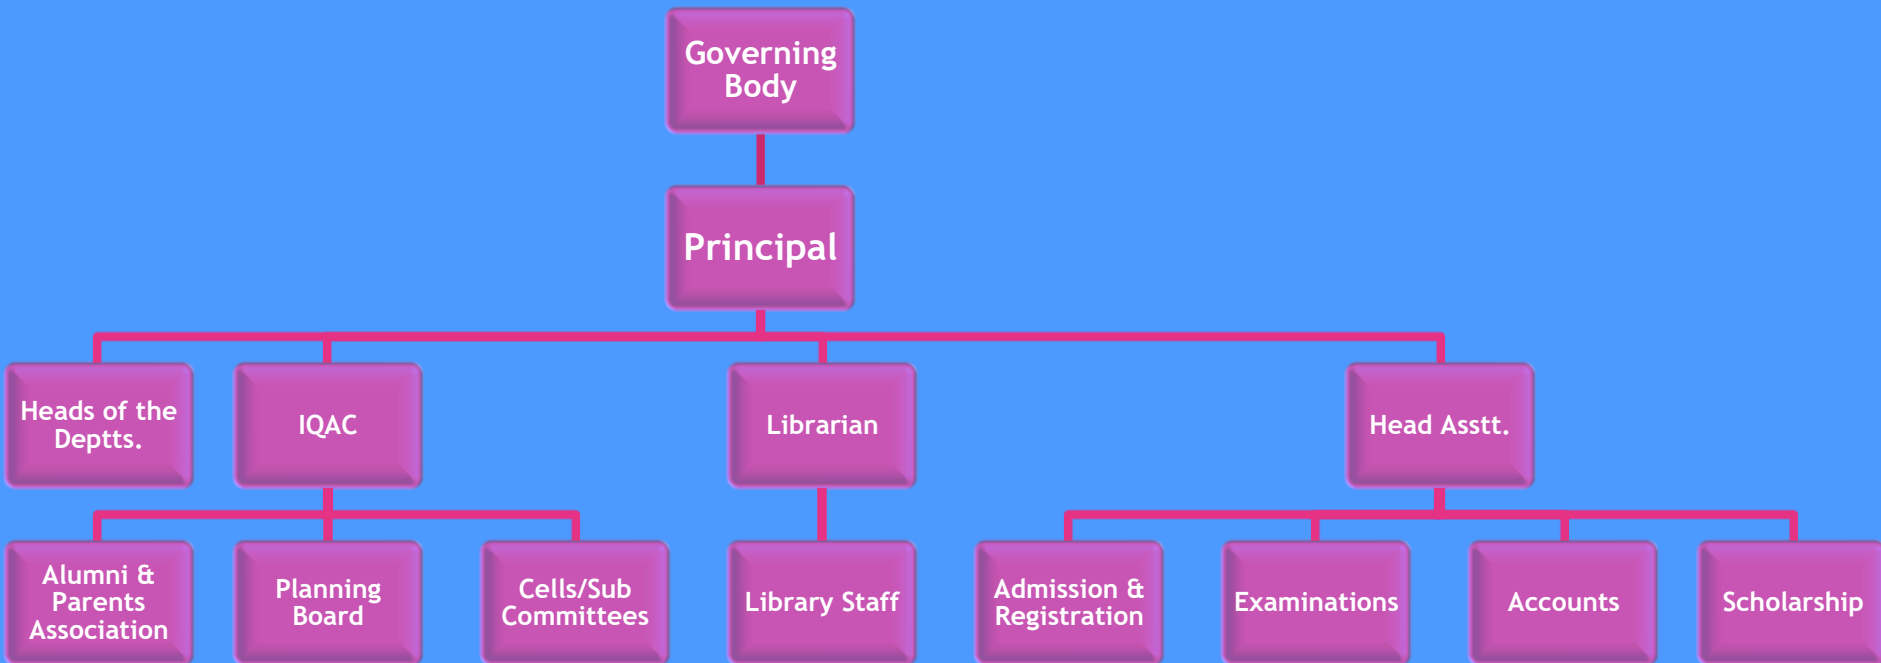 Governing
Body
Principal
Heads of the
Deptts.
IQAC
Librarian
Head Asstt.
Alumni &
Parents
Association
Planning
Board
Cells/Sub
Committees
Library Staff
Admission &
Registration
Examinations
Accounts
Scholarship